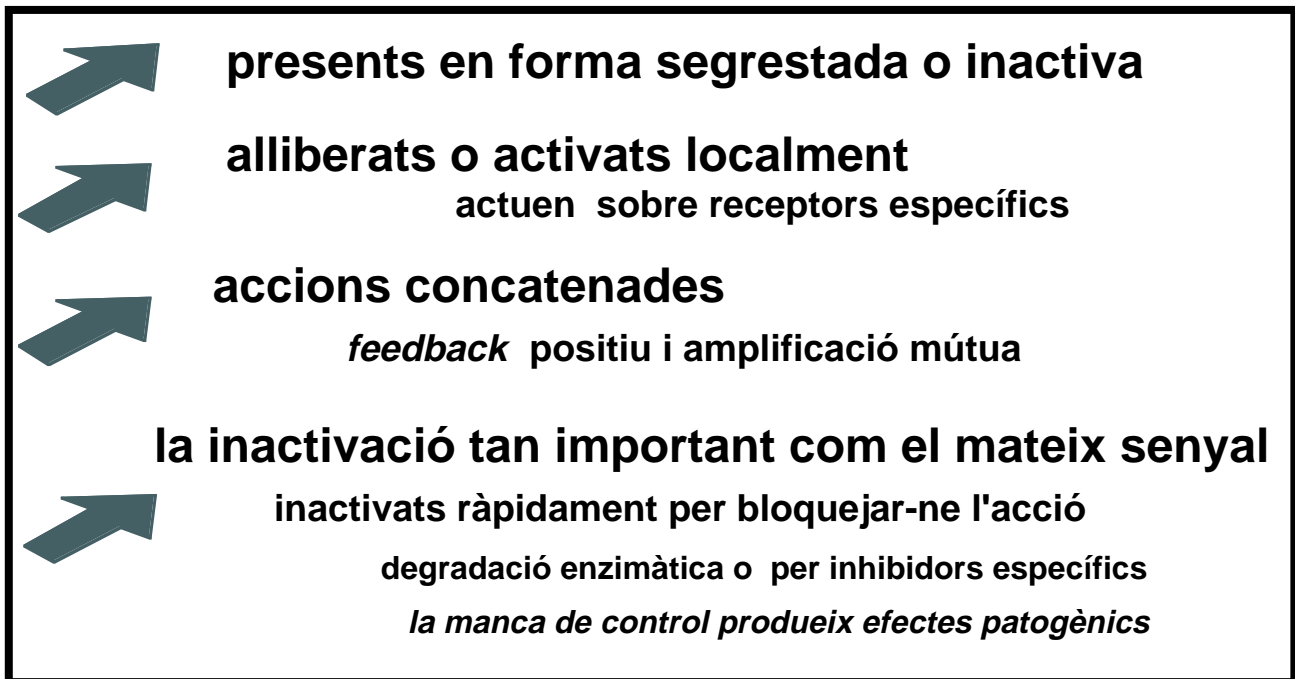 presents en forma segrestada o inactiva
alliberats o activats localment
actuen sobre receptors específics
accions concatenades
feedback positiu i amplificació mútua
la inactivació tan important com el mateix senyal
inactivats ràpidament per bloquejar-ne l'acció
degradació enzimàtica o per inhibidors específics
la manca de control produeix efectes patogènics